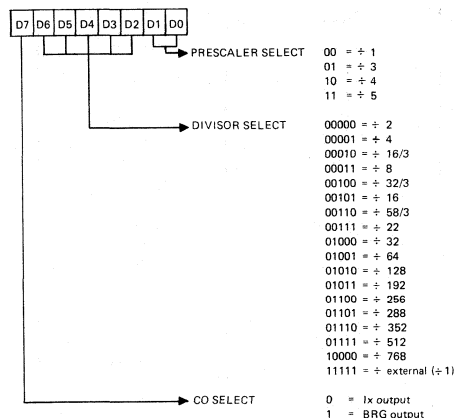 D7 D6 D5 D4 D3 D2 D1 D0
PRESCALER SELECT 00 = ÷ 1
01 = ÷ 3
10 = ÷ 4
11 = ÷ 5
DIVISOR SELECT 00000 = ÷ 2
00001 = ÷ 4
00010 = ÷ 16/3
00011 = ÷ 8
00100 = ÷ 32/3
00101 = ÷ 16
00110 = ÷ 58/3
00111 = ÷ 22
01000 = ÷ 32
01001 = ÷ 64
01010 = ÷ 128
01011 = ÷ 192
01100 = ÷ 256
01101 = ÷ 288
01110 = ÷ 352
01111 = ÷ 512
10000 = ÷ 768
11111 = ÷ external (÷1)
CO SELECT 0 = Ix output
1 = BRG output